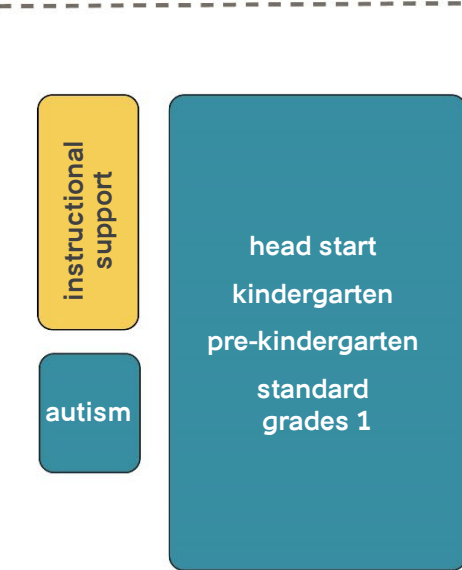 instructional
support
autism
head start
kindergarten
pre-kindergarten
standard
grades 1